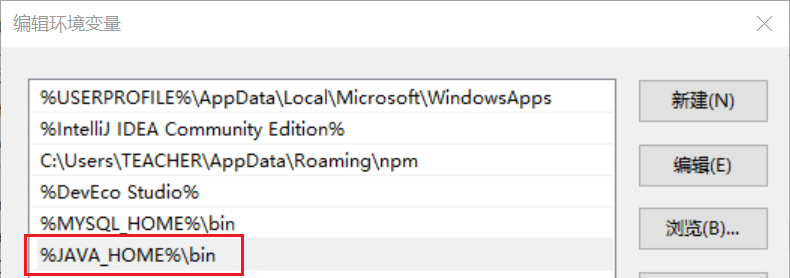 编辑环境变量
%USERPROFILE%\AppData\Local\Microsoft\WindowsApps
新建(N)
%IntelliJ IDEA Community Edition%
C:\Users\TEACHER\AppData\Roaming\npm
编辑(E)
%DevEco Studio%
%MYSQL_HOME%\bin
浏览(B)...
%JAVA_HOME%\bin